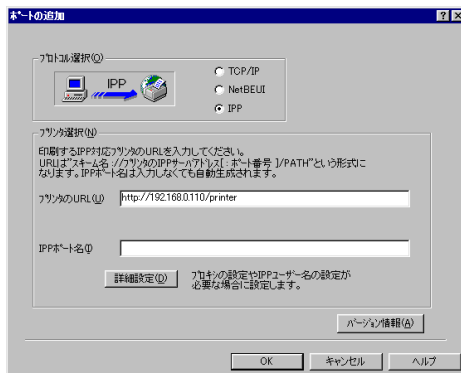 ﾎﾟｰﾄの追加
ﾌﾟﾛﾄｺﾙ選択(O)
IPP
TCP/IP
NetBEUI
IPP
ﾌﾟﾘﾝﾀ選択(N)
印刷するIPP対応ﾌﾟﾘﾝﾀのURLを入力してください。
URLは"ｽｷｰﾑ名://ﾌﾟﾘﾝﾀのIPPｻｰﾊﾞｱﾄﾞﾚｽ[:ﾎﾟｰﾄ番号]/PATH"という形式に
なります。IPPﾎﾟｰﾄ名は入力しなくても自動生成されます。
ﾌﾟﾘﾝﾀのURL(U)
http://192.168.0.110/printer
IPPﾎﾟｰﾄ名(I)
詳細設定(D)
ﾌﾟﾛｷｼの設定やIPPﾕｰｻﾞｰ名の設定が
必要な場合に設定します。
ﾊﾞｰｼﾞｮﾝ情報(A)
OK
ｷｬﾝｾﾙ
ﾍﾙﾌﾟ